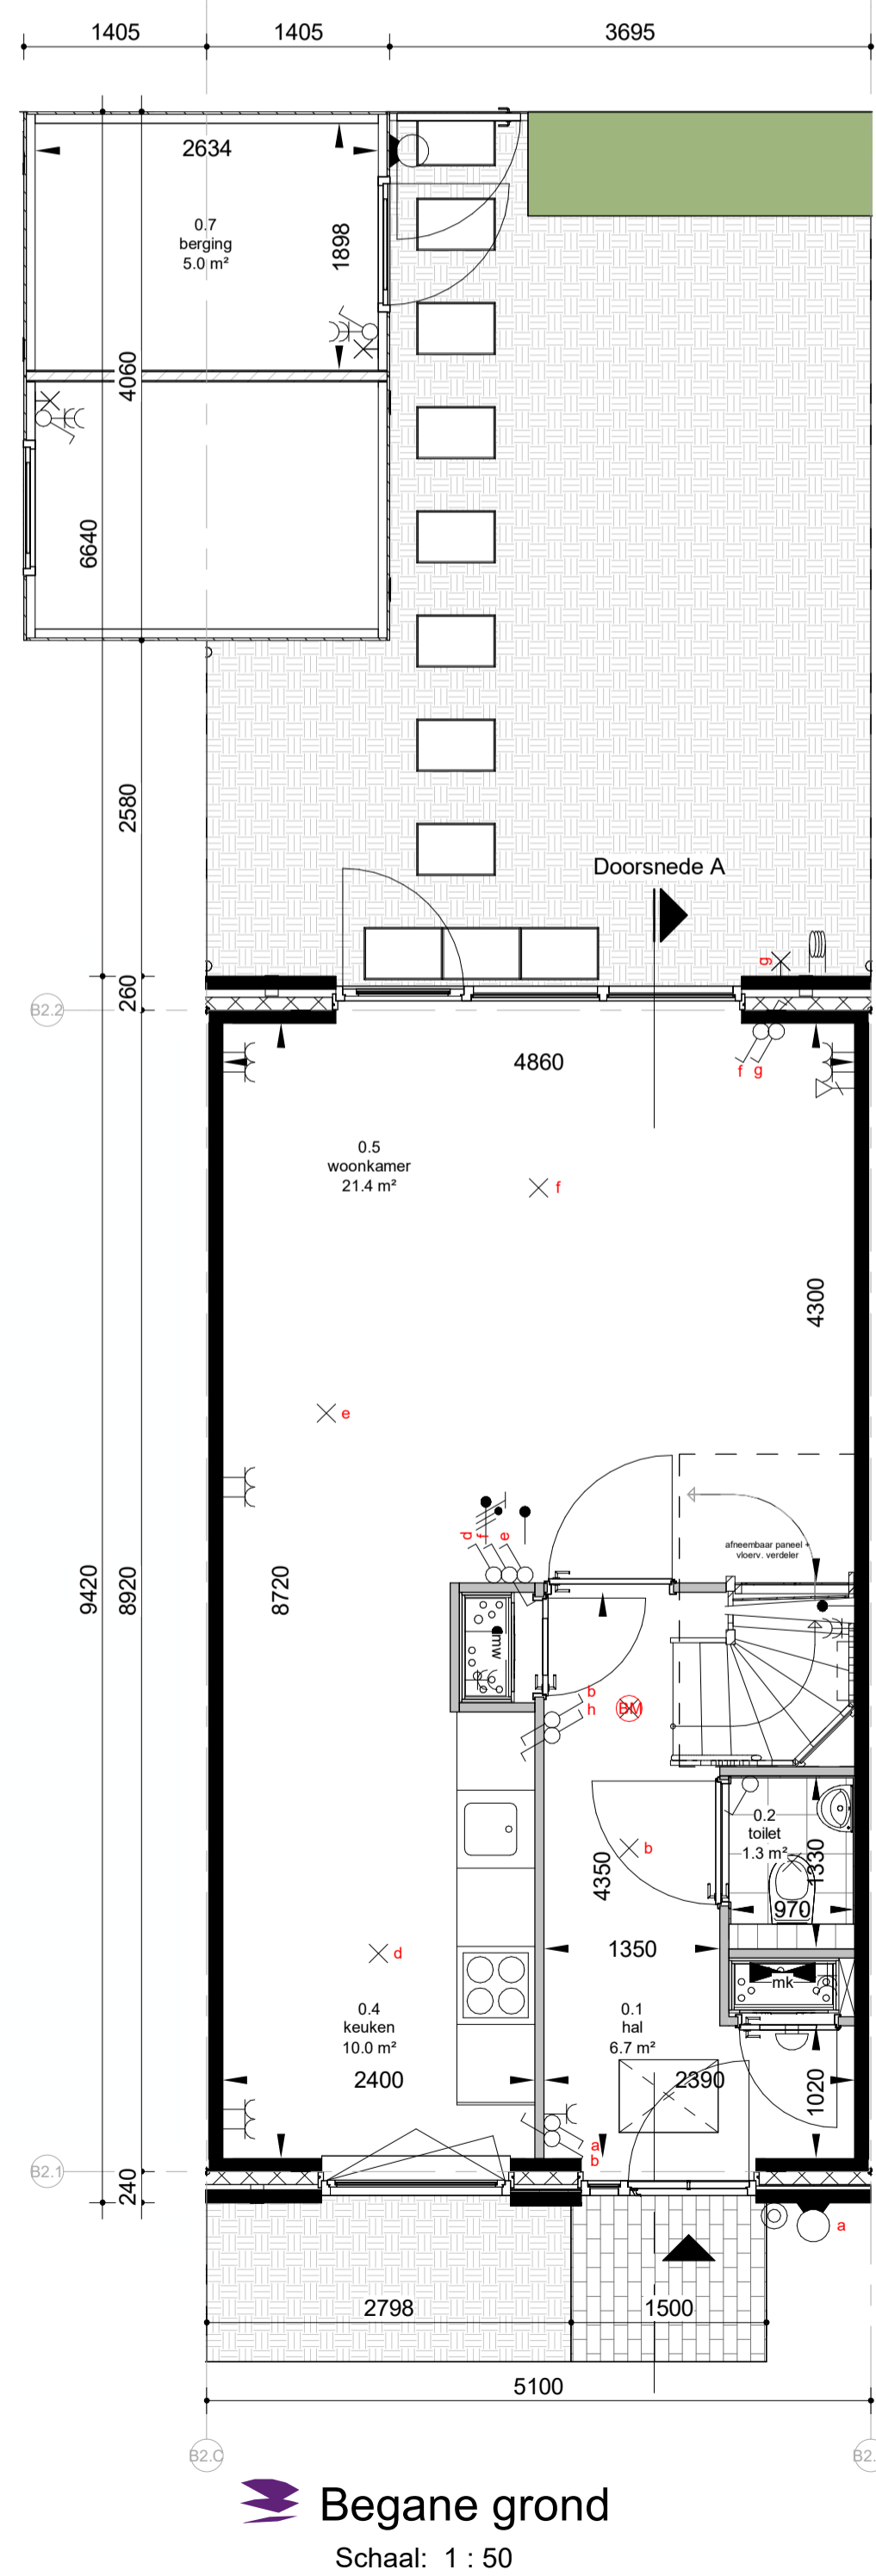 1405 1405 3695
2634
0.7
berging
5.0 m²
1898
4060
6640
2580
Doorsnede A
g
260
B2.2
f g
4860
0.5
woonkamer
21.4 m²
f
4300
e
afneembaar paneel +
vloerv. verdeler
d f e
9420 8920 8720
mw
b
h
BM
0.2
toilet
1.3 m²
1330
b
4350
970
1350
d
mk
0.4
keuken
10.0 m²
0.1
hal
6.7 m²
2400 2390
1020
a
b
B2.1
240
a
2798 1500
5100
B2.C B2.
Begane grond
Schaal: 1 : 50